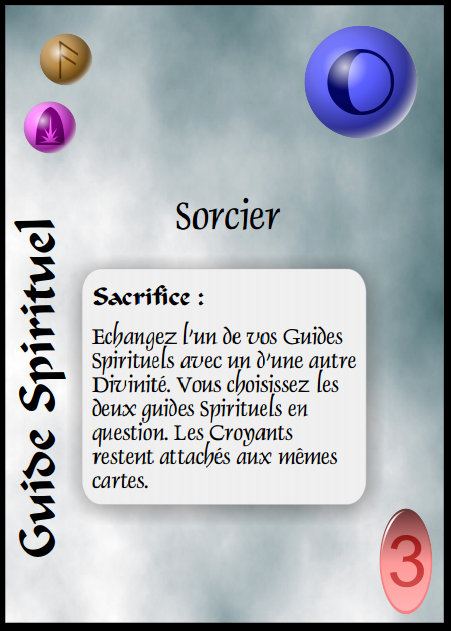 Sorcier
Guide Spirituel
Sacrifice :
Echangez l'un de vos Guides
Spirituels avec un d'une autre
Divinité. Vous choisissez les
deux guides Spirituels en
question. Les Croyants
restent attachés aux mêmes
cartes.
3